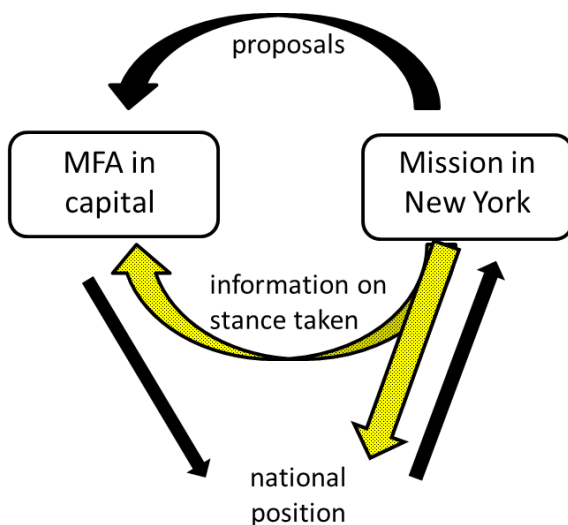 proposals
MFA in
capital
Mission in
New York
information on
stance taken
national
position